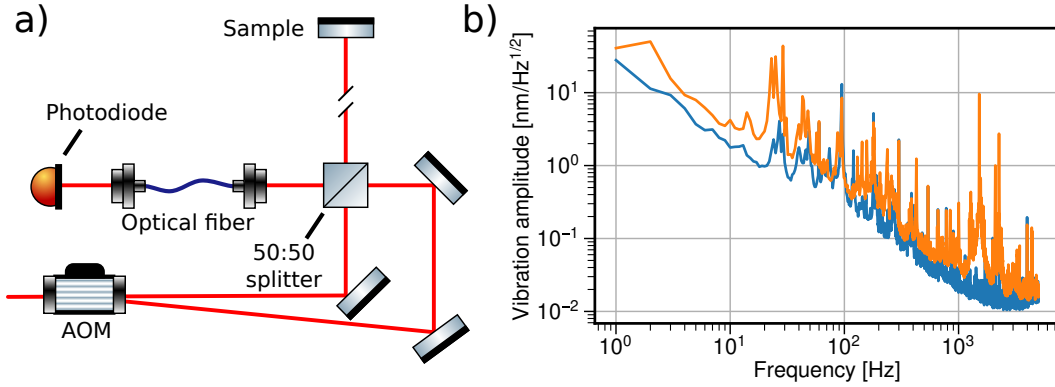 a)
Sample
Photodiode
Optical fiber
50:50
splitter
AOM
b)
Vibration amplitude [nm/Hz^{1/2}]
10^1
10^0
10^{-1}
10^{-2}
10^0
10^1
10^2
10^3
Frequency [Hz]